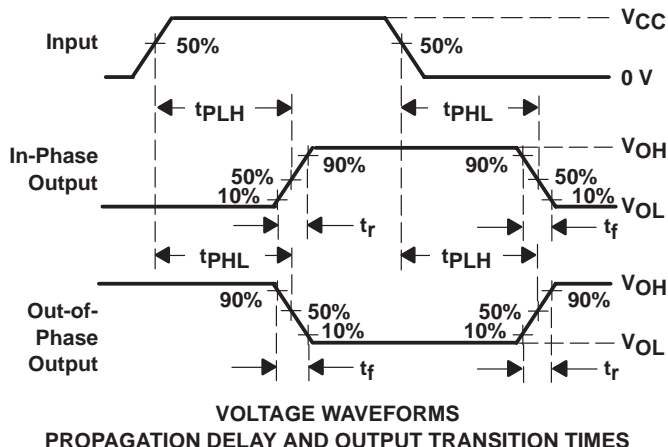 VCC
Input
50%
50%
0 V
tPLH
tPHL
VOH
In-Phase
Output
90%
90%
50%
50%
10%
10%
VOL
tr
tf
tPHL
tPLH
VOH
90%
90%
Out-of-
Phase
Output
50%
50%
10%
10%
VOL
tf
tr
VOLTAGE WAVEFORMS
PROPAGATION DELAY AND OUTPUT TRANSITION TIMES